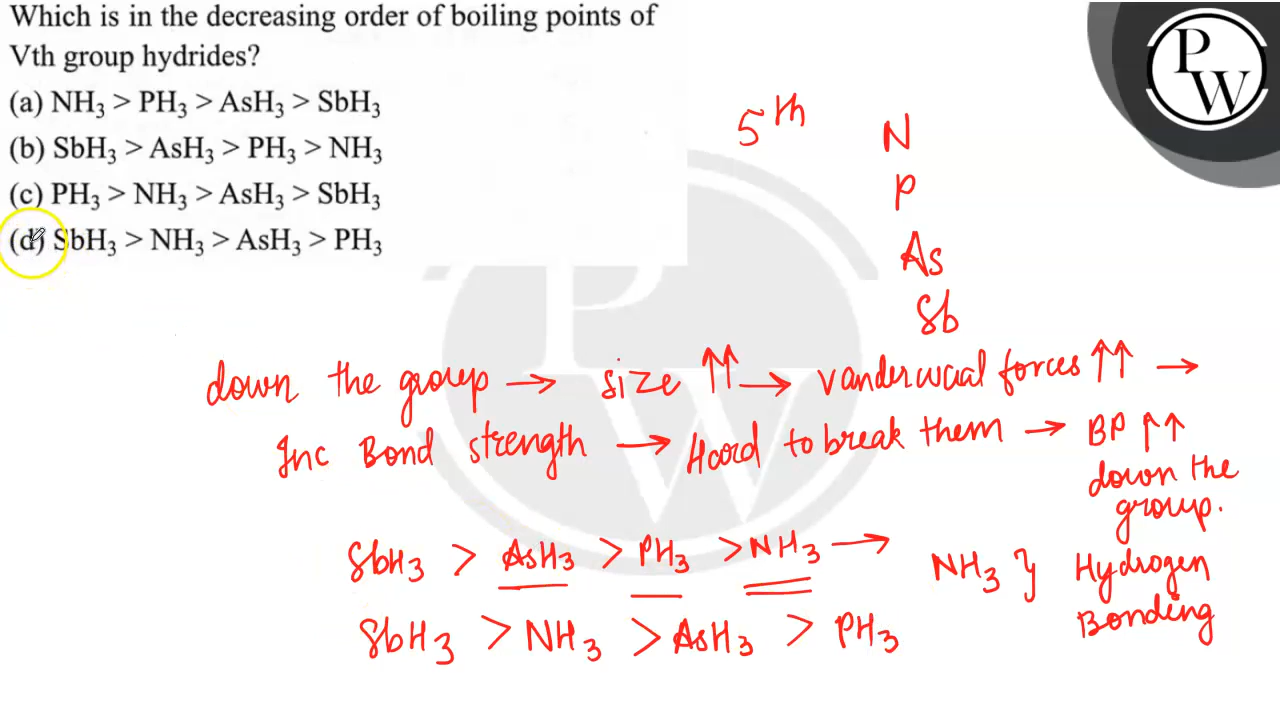 Which is in the decreasing order of boiling points of
Vth group hydrides?
(a) NH₃ > PH₃ > AsH₃ > SbH₃
(b) SbH₃ > AsH₃ > PH₃ > NH₃
(c) PH₃ > NH₃ > AsH₃ > SbH₃
(d) SbH₃ > NH₃ > AsH₃ > PH₃
PW
5th
N
P
As
Sb
down the group → size ↑↑ → vanderwaal forces ↑↑ →
Inc Bond strength → Hard to break them → BP ↑↑
down the
group.
SbH₃ > AsH₃ > PH₃ > NH₃ → NH₃ } Hydrogen
Bonding
SbH₃ > NH₃ > AsH₃ > PH₃